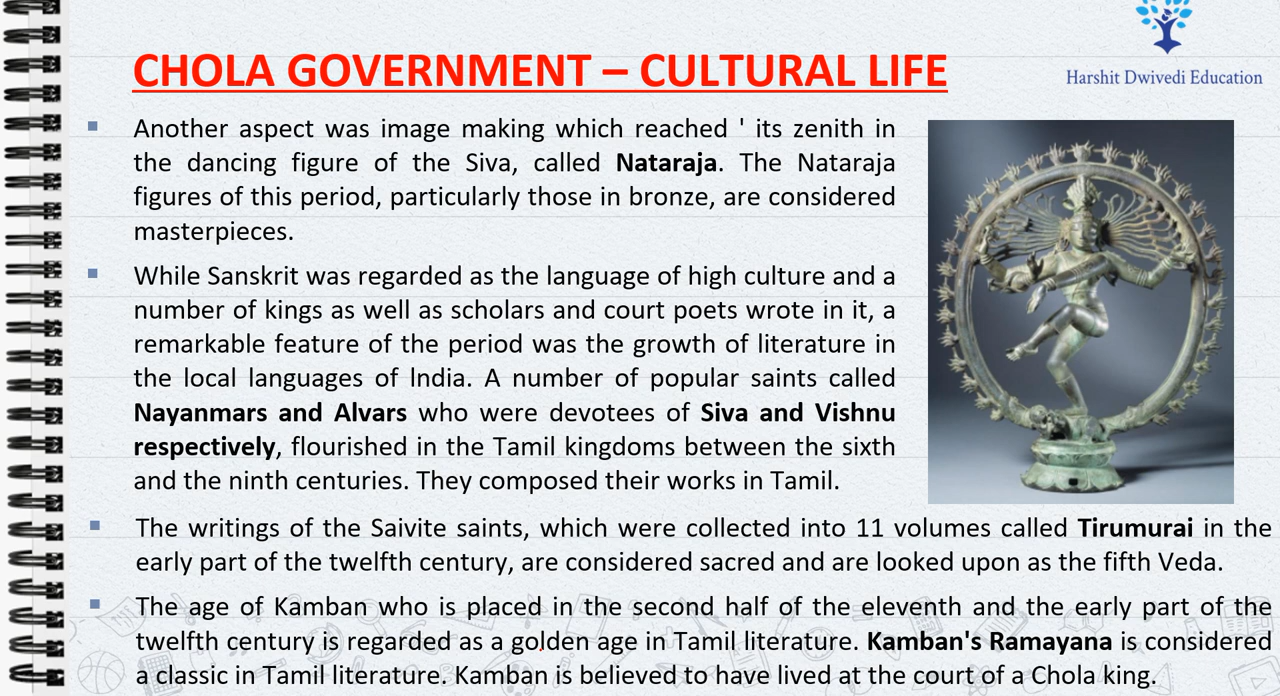 CHOLA GOVERNMENT – CULTURAL LIFE
Harshit Dwivedi Education
Another aspect was image making which reached ' its zenith in
the dancing figure of the Siva, called Nataraja. The Nataraja
figures of this period, particularly those in bronze, are considered
masterpieces.
While Sanskrit was regarded as the language of high culture and a
number of kings as well as scholars and court poets wrote in it, a
remarkable feature of the period was the growth of literature in
the local languages of lndia. A number of popular saints called
Nayanmars and Alvars who were devotees of Siva and Vishnu
respectively, flourished in the Tamil kingdoms between the sixth
and the ninth centuries. They composed their works in Tamil.
The writings of the Saivite saints, which were collected into 11 volumes called Tirumurai in the
early part of the twelfth century, are considered sacred and are looked upon as the fifth Veda.
The age of Kamban who is placed in the second half of the eleventh and the early part of the
twelfth century is regarded as a golden age in Tamil literature. Kamban's Ramayana is considered
a classic in Tamil literature. Kamban is believed to have lived at the court of a Chola king.